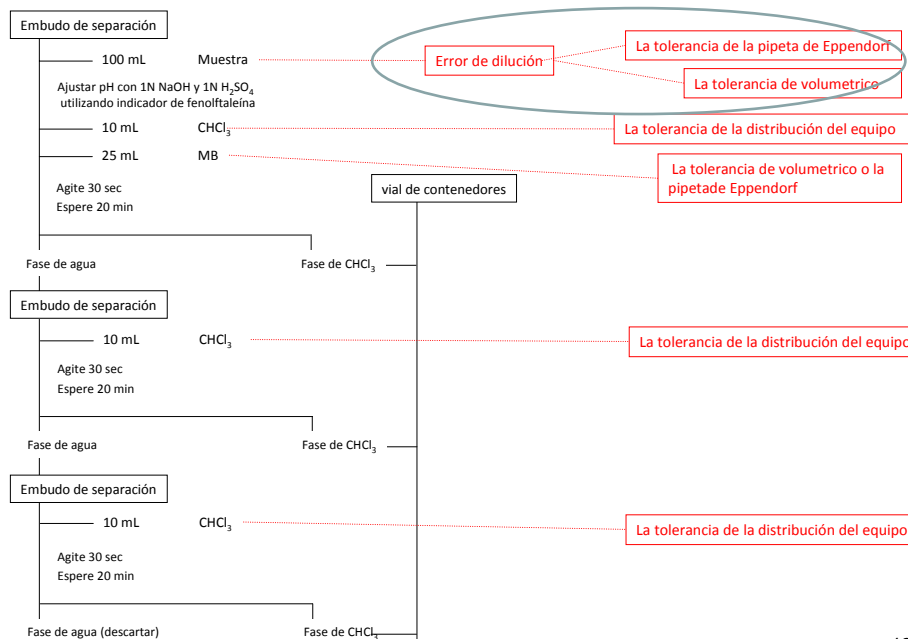 Embudo de separación
100 mL Muestra
Error de dilución
La tolerancia de la pipeta de Eppendorf
La tolerancia de volumetrico
Ajustar pH con 1N NaOH y 1N H₂SO₄
utilizando indicador de fenolftaleína
10 mL CHCl₃
La tolerancia de la distribución del equipo
25 mL MB
La tolerancia de volumetrico o la
pipetade Eppendorf
Agite 30 sec
Espere 20 min
vial de contenedores
Fase de agua
Fase de CHCl₃
Embudo de separación
10 mL CHCl₃
La tolerancia de la distribución del equipo
Agite 30 sec
Espere 20 min
Fase de agua
Fase de CHCl₃
Embudo de separación
10 mL CHCl₃
La tolerancia de la distribución del equipo
Agite 30 sec
Espere 20 min
Fase de agua (descartar)
Fase de CHCl₃